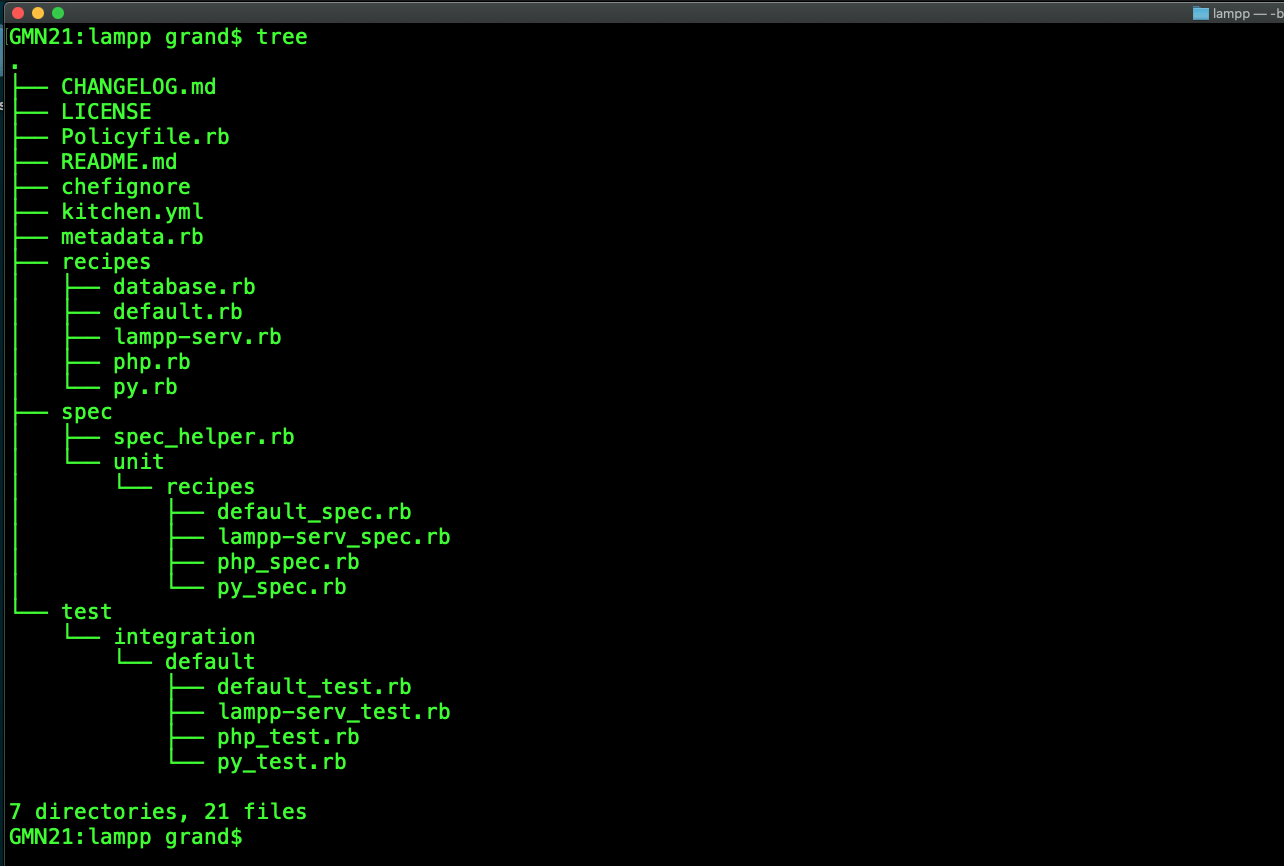 lampp — -b
GMN21:lampp grand$ tree
.
├── CHANGELOG.md
├── LICENSE
├── Policyfile.rb
├── README.md
├── chefignore
├── kitchen.yml
├── metadata.rb
├── recipes
│   ├── database.rb
│   ├── default.rb
│   ├── lampp-serv.rb
│   ├── php.rb
│   └── py.rb
├── spec
│   ├── spec_helper.rb
│   └── unit
│       └── recipes
│           ├── default_spec.rb
│           ├── lampp-serv_spec.rb
│           ├── php_spec.rb
│           └── py_spec.rb
└── test
    └── integration
        └── default
            ├── default_test.rb
            ├── lampp-serv_test.rb
            ├── php_test.rb
            └── py_test.rb
7 directories, 21 files
GMN21:lampp grand$